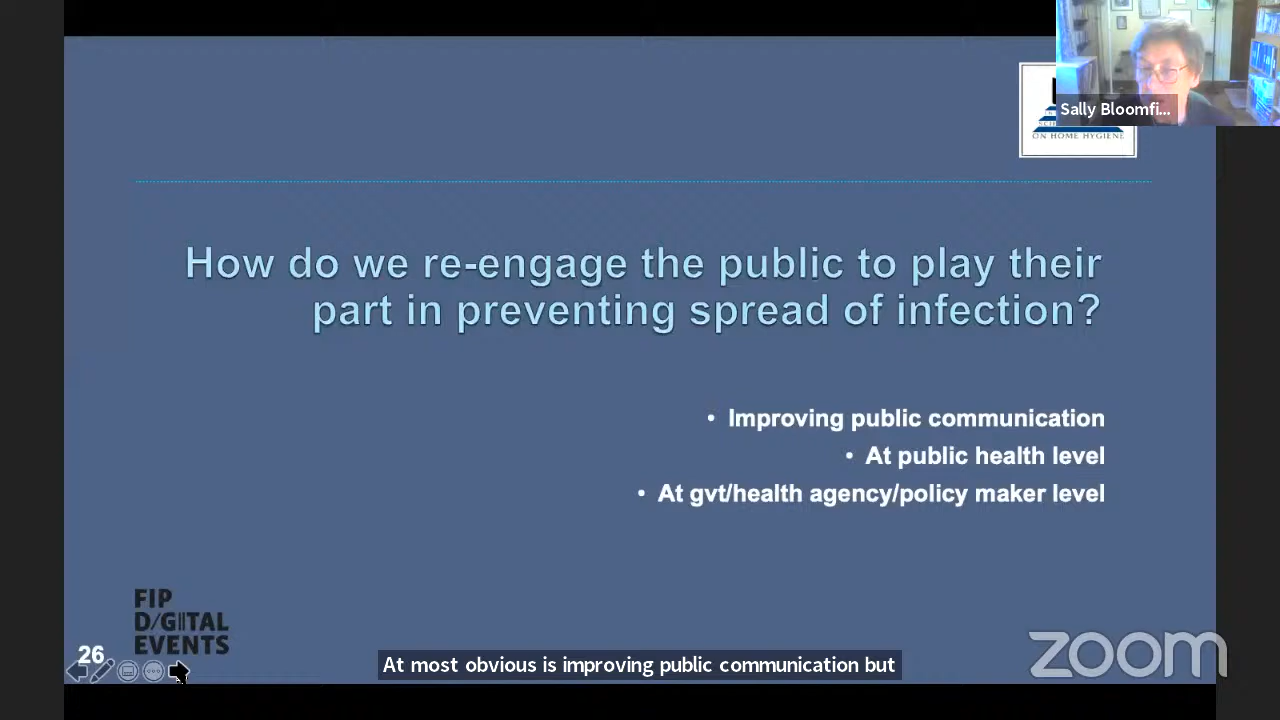 Sally Bloomfi...
ON HOME HYGIENE
How do we re-engage the public to play their
part in preventing spread of infection?
• Improving public communication
• At public health level
• At gvt/health agency/policy maker level
FIP
D/GIITAL
EVENTS
26
At most obvious is improving public communication but
zoom